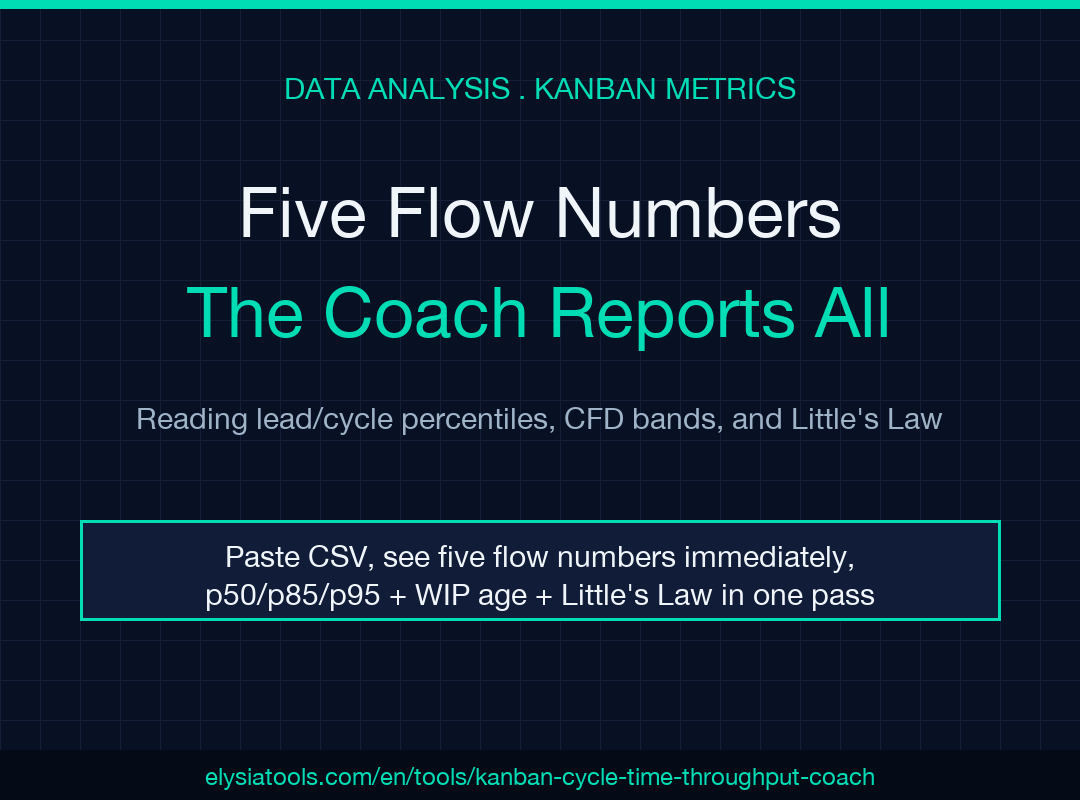 DATA ANALYSIS . KANBAN METRICS
Five Flow Numbers
The Coach Reports All
Reading lead/cycle percentiles, CFD bands, and Little's Law
Paste CSV, see five flow numbers immediately,
p50/p85/p95 + WIP age + Little's Law in one pass
elysiatools.com/en/tools/kanban-cycle-time-throughput-coach